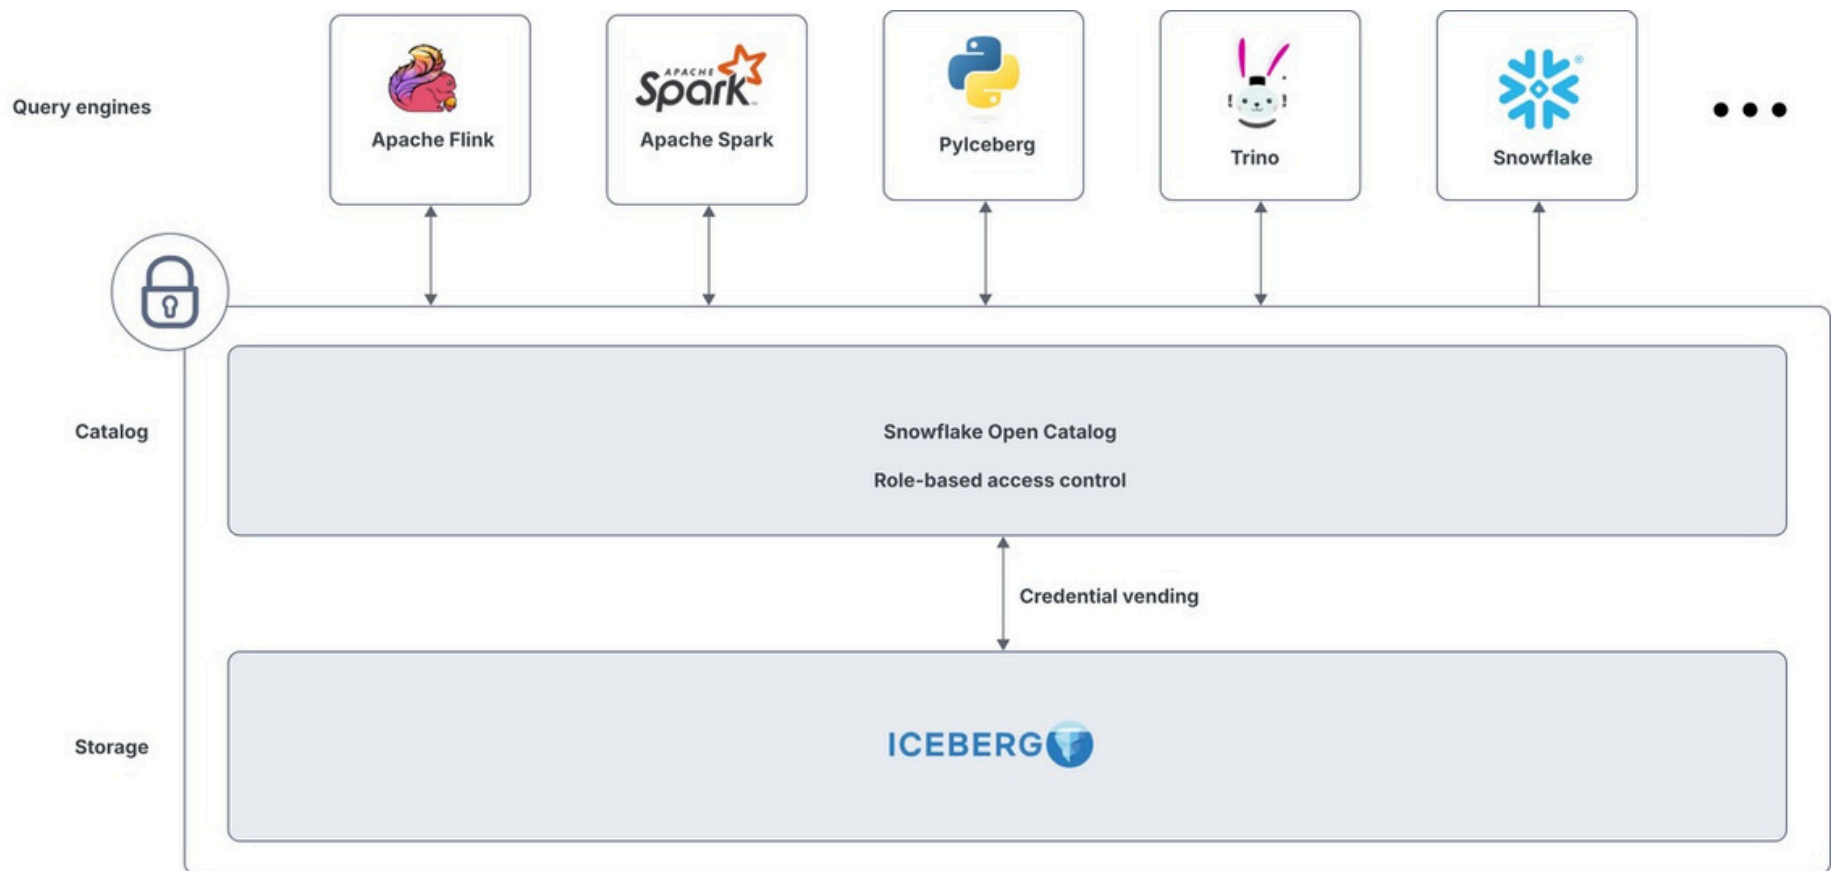 Query engines
APACHE
Spark™
Apache Flink
Apache Spark
PyIceberg
Trino
®
Snowflake
Catalog
Snowflake Open Catalog
Role-based access control
Credential vending
Storage
ICEBERG